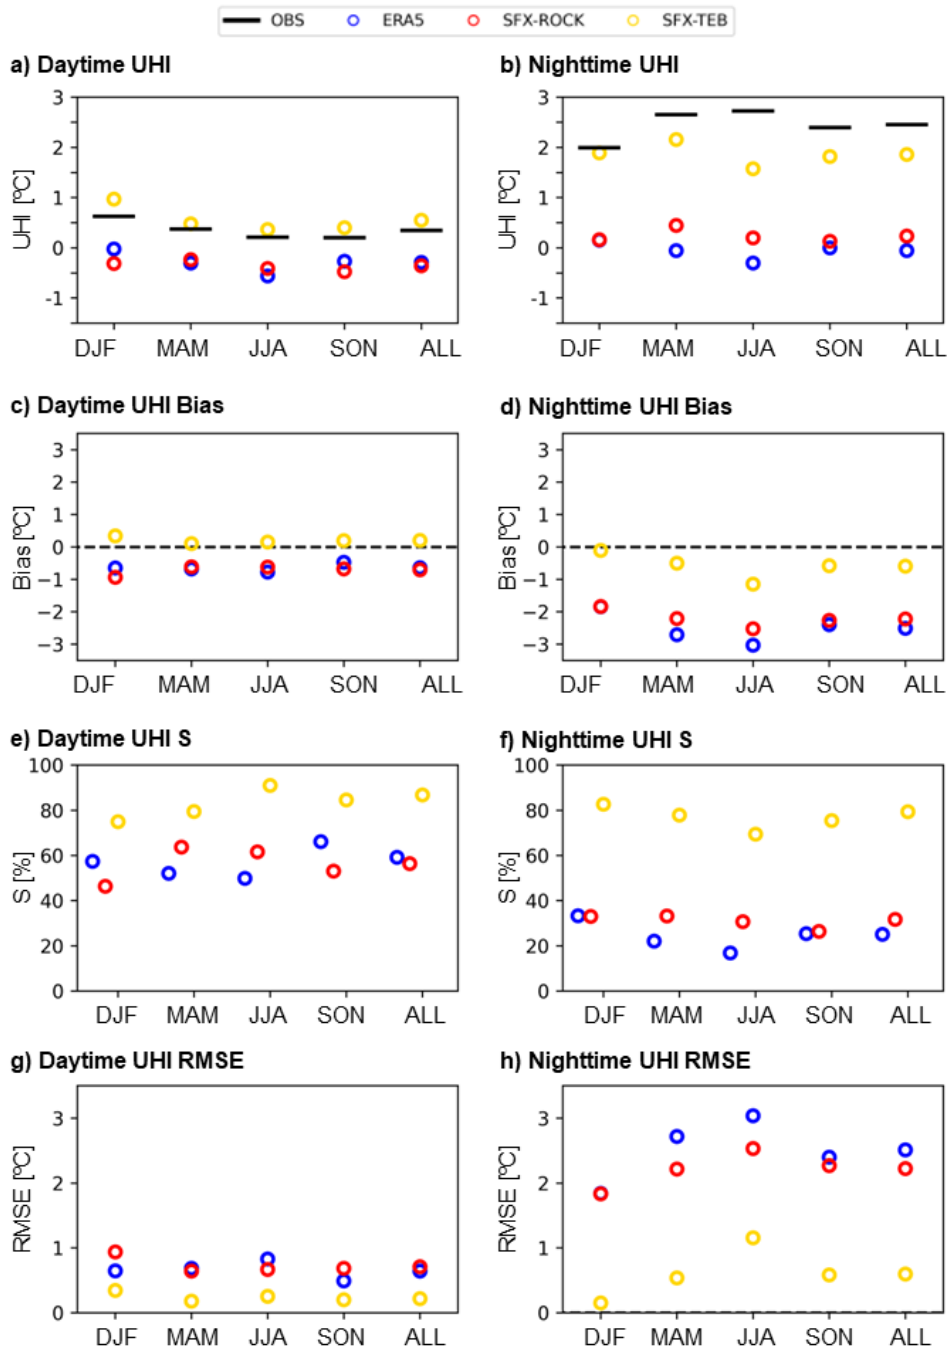 OBS ERA5 SFX-ROCK SFX-TEB
a) Daytime UHI
b) Nighttime UHI
UHI [ºC]
3
2
1
0
-1
DJF MAM JJA SON ALL
UHI [ºC]
3
2
1
0
-1
DJF MAM JJA SON ALL
c) Daytime UHI Bias
d) Nighttime UHI Bias
Bias [ºC]
3
2
1
0
−1
−2
−3
DJF MAM JJA SON ALL
Bias [ºC]
3
2
1
0
−1
−2
−3
DJF MAM JJA SON ALL
e) Daytime UHI S
f) Nighttime UHI S
S [%]
100
80
60
40
20
0
DJF MAM JJA SON ALL
S [%]
100
80
60
40
20
0
DJF MAM JJA SON ALL
g) Daytime UHI RMSE
h) Nighttime UHI RMSE
RMSE [ºC]
3
2
1
0
DJF MAM JJA SON ALL
RMSE [ºC]
3
2
1
0
DJF MAM JJA SON ALL